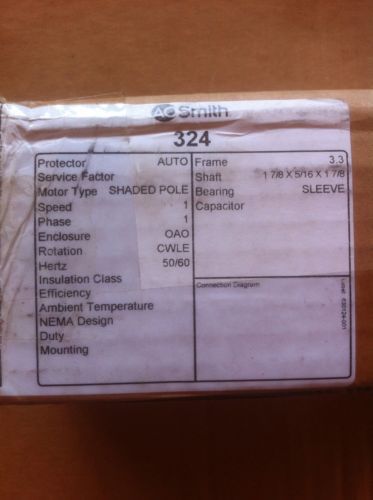 AO Smith
324
Protector AUTO
Service Factor
Motor Type SHADED POLE
Speed 1
Phase 1
Enclosure OAO
Rotation CWLE
Hertz 50/60
Insulation Class
Efficiency
Ambient Temperature
NEMA Design
Duty
Mounting
Frame 3.3
Shaft 1 7/8 X 5/16 X 1 7/8
Bearing SLEEVE
Capacitor
Connection Diagram